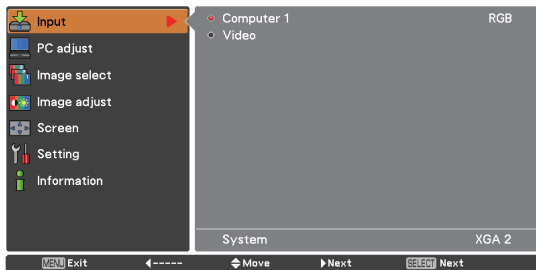 Input
PC adjust
Image select
Image adjust
Screen
Setting
Information
Computer 1 RGB
Video
System XGA 2
MENU Exit ----- Move Next SELECT Next